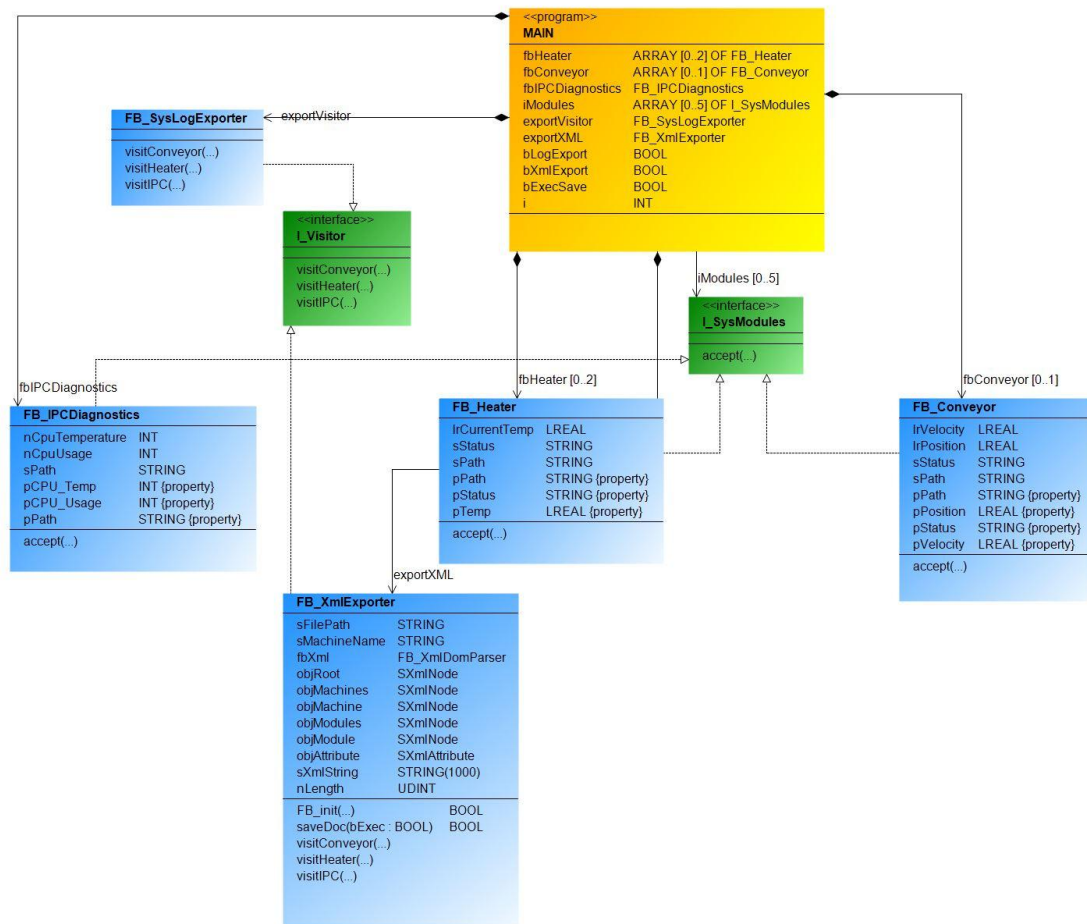 <<program>>
MAIN
fbHeater ARRAY [0..2] OF FB_Heater
fbConveyor ARRAY [0..1] OF FB_Conveyor
fbIPCDiagnostics FB_IPCDiagnostics
iModules ARRAY [0..5] OF I_SysModules
exportVisitor FB_SysLogExporter
exportXML FB_XmlExporter
bLogExport BOOL
bXmlExport BOOL
bExecSave BOOL
i INT
FB_SysLogExporter
visitConveyor(...)
visitHeater(...)
visitIPC(...)
exportVisitor
<<interface>>
I_Visitor
visitConveyor(...)
visitHeater(...)
visitIPC(...)
iModules [0..5]
<<interface>>
I_SysModules
accept(...)
fbIPCDiagnostics
fbHeater [0..2]
fbConveyor [0..1]
FB_IPCDiagnostics
nCpuTemperature INT
nCpuUsage INT
sPath STRING
pCPU_Temp INT {property}
pCPU_Usage INT {property}
pPath STRING {property}
accept(...)
FB_Heater
lrCurrentTemp LREAL
sStatus STRING
sPath STRING
pPath STRING {property}
pStatus STRING {property}
pTemp LREAL {property}
accept(...)
FB_Conveyor
lrVelocity LREAL
lrPosition LREAL
sStatus STRING
sPath STRING
pPath STRING {property}
pPosition LREAL {property}
pStatus STRING {property}
pVelocity LREAL {property}
accept(...)
exportXML
FB_XmlExporter
sFilePath STRING
sMachineName STRING
fbXml FB_XmlDomParser
objRoot SXmlNode
objMachines SXmlNode
objMachine SXmlNode
objModules SXmlNode
objModule SXmlNode
objAttribute SXmlAttribute
sXmlString STRING(1000)
nLength UDINT
FB_init(...) BOOL
saveDoc(bExec : BOOL) BOOL
visitConveyor(...)
visitHeater(...)
visitIPC(...)